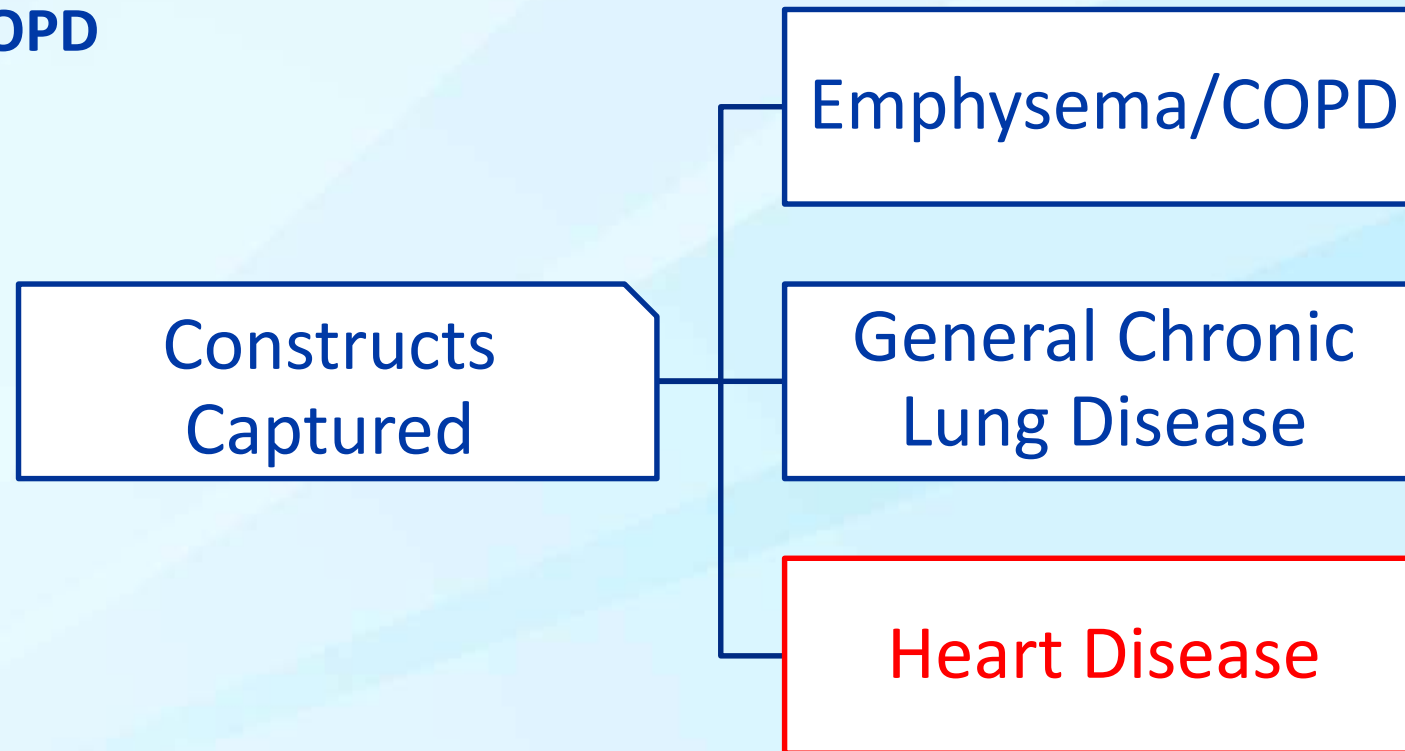 OPD
Emphysema/COPD
Constructs
Captured
General Chronic
Lung Disease
Heart Disease